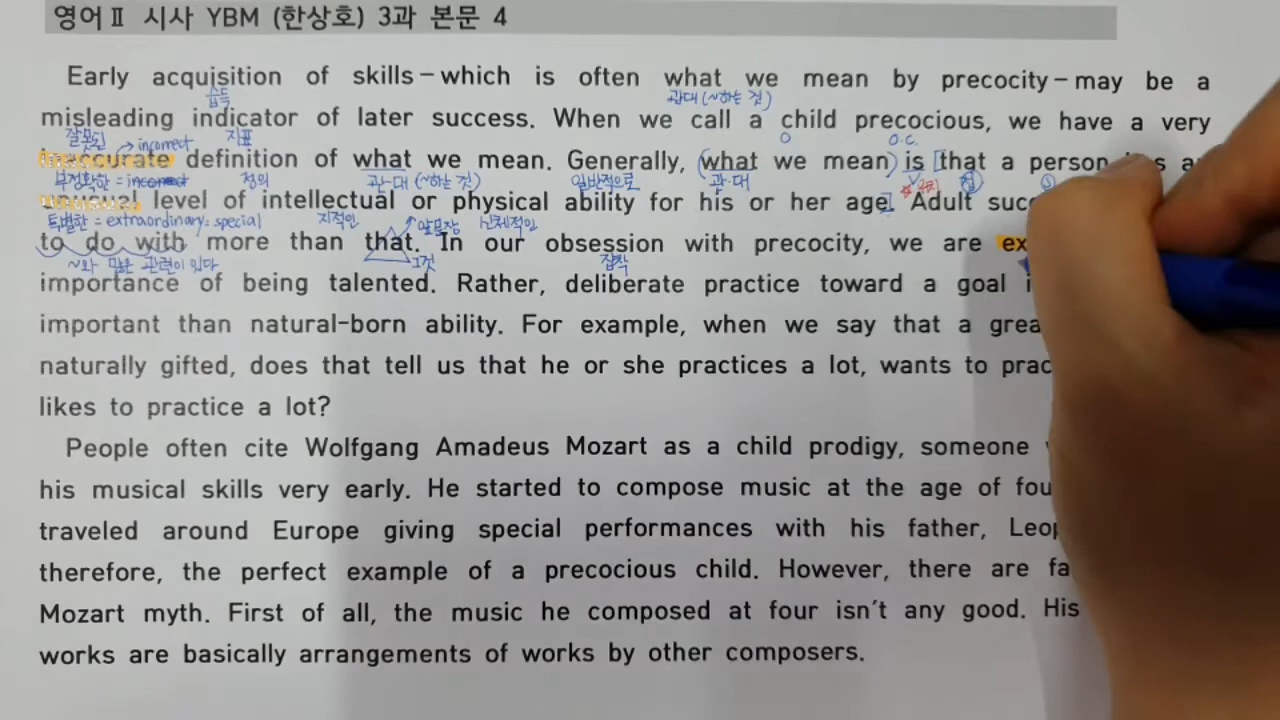 영어Ⅱ 시사 YBM (한상호) 3과 본문 4
Early acquisition of skills – which is often what we mean by precocity – may be a
습득 관대 (~하는 것)
misleading indicator of later success. When we call a child precocious, we have a very
잘못된 → incorrect 지표 O O.C.
definition of what we mean. Generally, (what we mean) is [that a person
부정확한 = 정의 관·대 (~하는 것) 일반적으로 관·대
level of intellectual or physical ability for his or her age] Adult
특별한 = extraordinary = special 지적인 앞문장 신체적인
to do with more than that. In our obsession with precocity, we are
~와 많은 관련이 있다 그것 집착
importance of being talented. Rather, deliberate practice toward a goal
important than natural-born ability. For example, when we say that a
naturally gifted, does that tell us that he or she practices a lot, wants to
likes to practice a lot?
People often cite Wolfgang Amadeus Mozart as a child prodigy, someone
his musical skills very early. He started to compose music at the age of
traveled around Europe giving special performances with his father,
therefore, the perfect example of a precocious child. However, there are
Mozart myth. First of all, the music he composed at four isn't any good. His
works are basically arrangements of works by other composers.